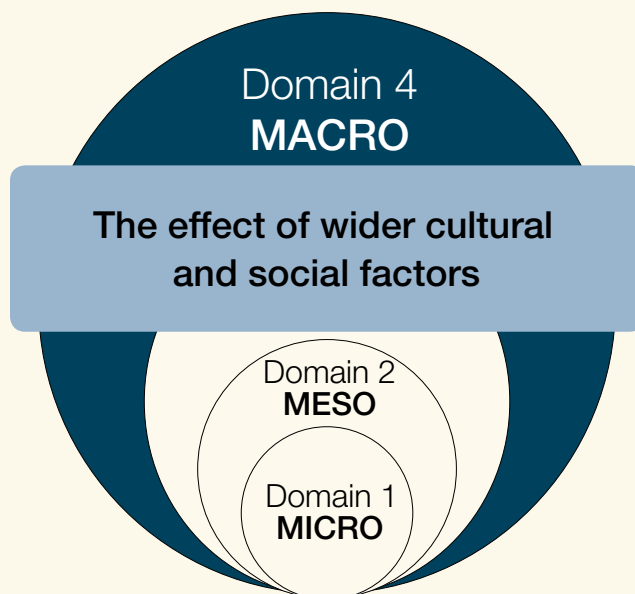 Domain 4
MACRO
The effect of wider cultural
and social factors
Domain 2
MESO
Domain 1
MICRO